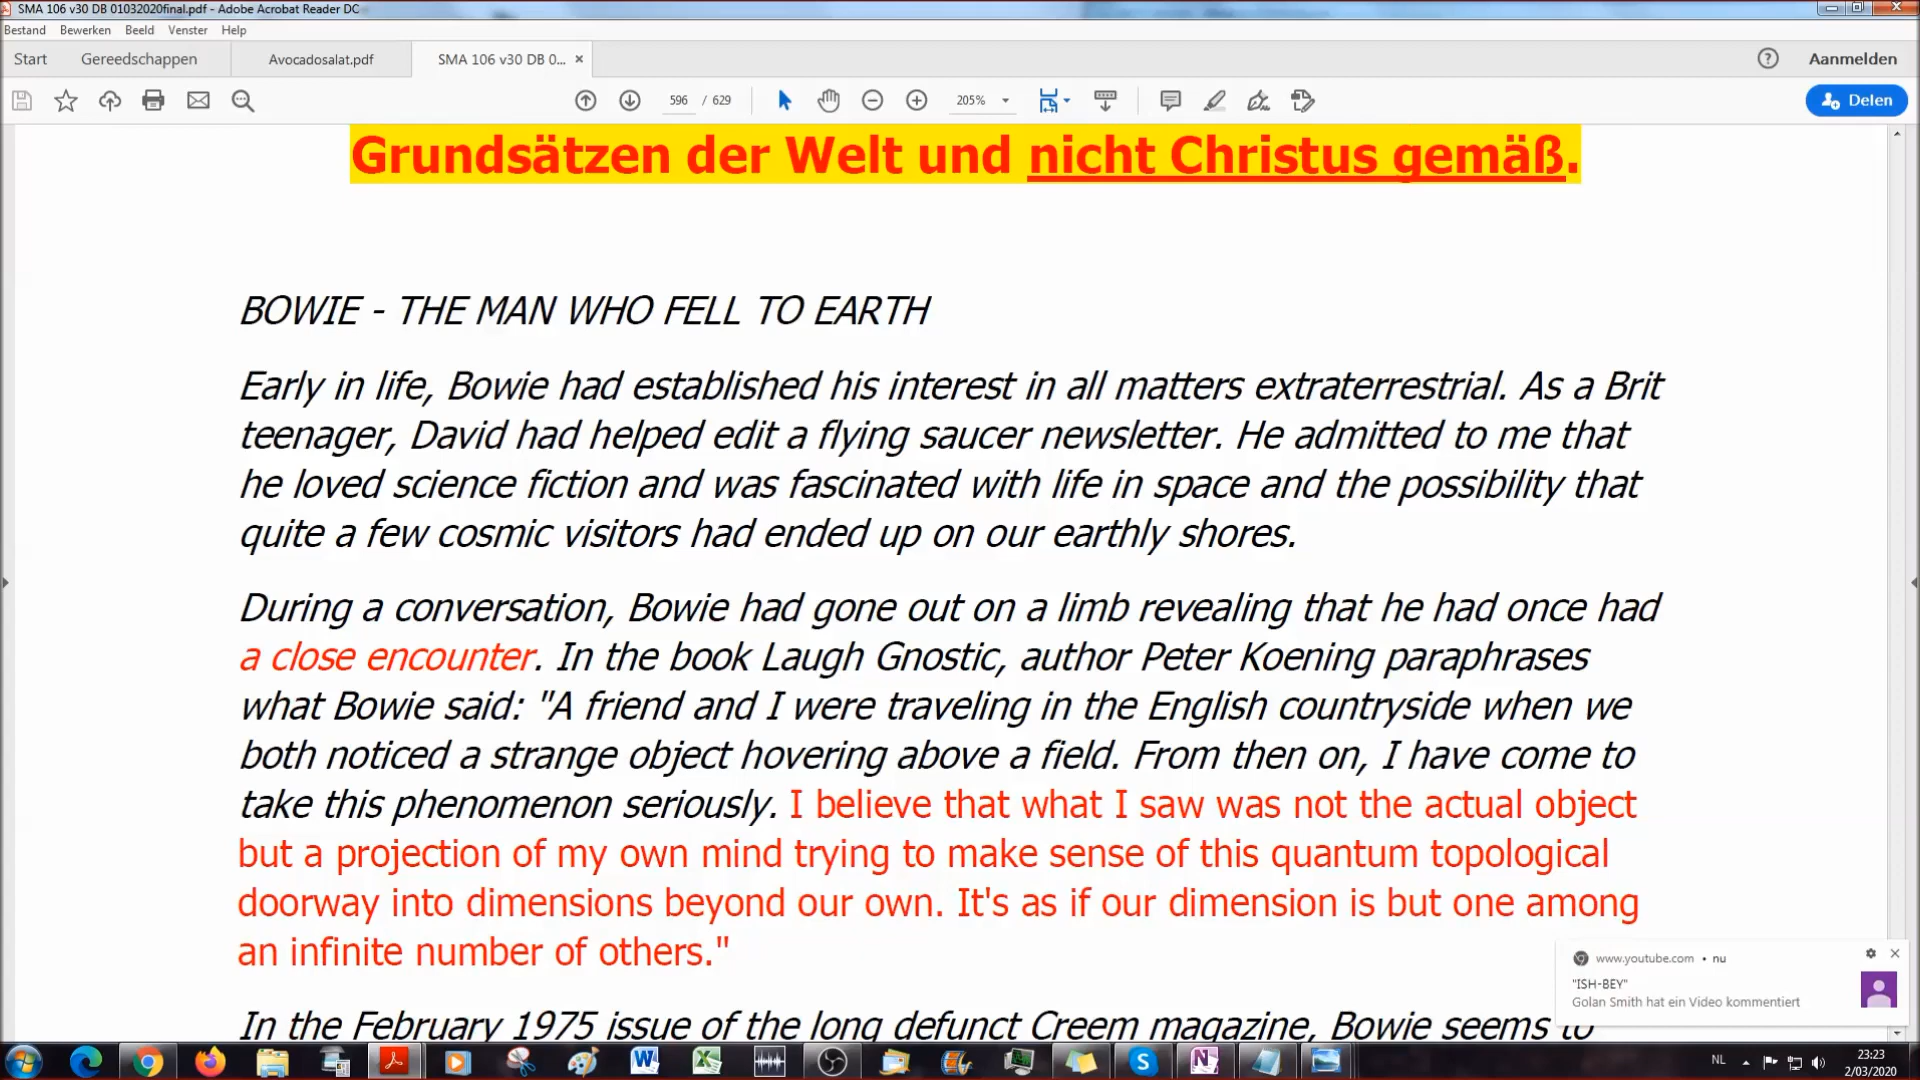 SMA 106 v30 DB 01032020final.pdf - Adobe Acrobat Reader DC
Bestand Bewerken Beeld Venster Help
Start Gereedschappen Avocadosalat.pdf SMA 106 v30 DB 0... Aanmelden
596 / 629 205% Delen
Grundsätzen der Welt und nicht Christus gemäß.
BOWIE - THE MAN WHO FELL TO EARTH
Early in life, Bowie had established his interest in all matters extraterrestrial. As a Brit
teenager, David had helped edit a flying saucer newsletter. He admitted to me that
he loved science fiction and was fascinated with life in space and the possibility that
quite a few cosmic visitors had ended up on our earthly shores.
During a conversation, Bowie had gone out on a limb revealing that he had once had
a close encounter. In the book Laugh Gnostic, author Peter Koening paraphrases
what Bowie said: "A friend and I were traveling in the English countryside when we
both noticed a strange object hovering above a field. From then on, I have come to
take this phenomenon seriously. I believe that what I saw was not the actual object
but a projection of my own mind trying to make sense of this quantum topological
doorway into dimensions beyond our own. It's as if our dimension is but one among
an infinite number of others."
In the February 1975 issue of the long defunct Creem magazine, Bowie seems to
www.youtube.com • nu
"ISH-BEY"
Golan Smith hat ein Video kommentiert
NL
23:23
2/03/2020